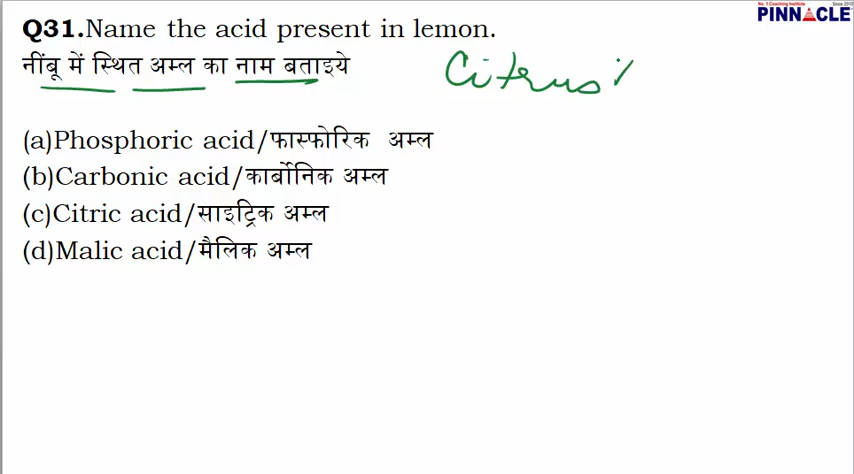 No. 1 Coaching Institute Since 2015
PINNACLE
Q31.Name the acid present in lemon.
नींबू में स्थित अम्ल का नाम बताइये
Citrus
(a)Phosphoric acid/फास्फोरिक अम्ल
(b)Carbonic acid/कार्बोनिक अम्ल
(c)Citric acid/साइट्रिक अम्ल
(d)Malic acid/मैलिक अम्ल